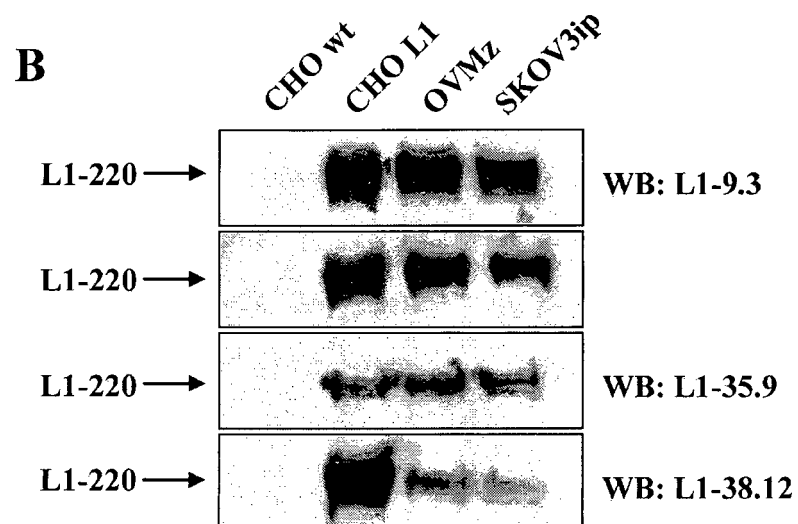 B
CHO wt
CHO L1
OVMz
SKOV3ip
L1-220
WB: L1-9.3
L1-220
L1-220
WB: L1-35.9
L1-220
WB: L1-38.12